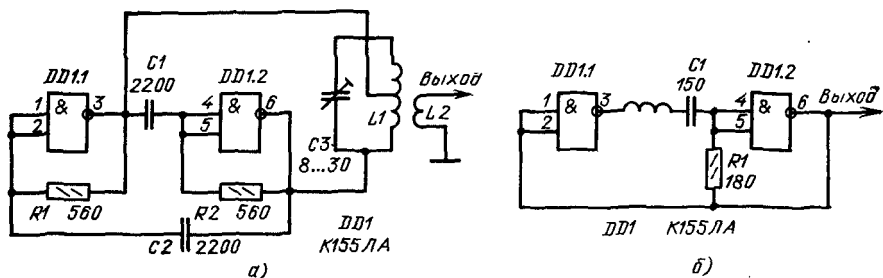 DD1.1
C1
2200
DD1.2
1
2
&
3
4
5
&
6
C3
8...30
L1
L2
Выход
R1 560
R2 560
C2 2200
DD1
К155ЛА
а)
DD1.1
C1
150
DD1.2
1
2
&
3
4
5
&
6
Выход
R1
180
DD1 К155ЛА
б)